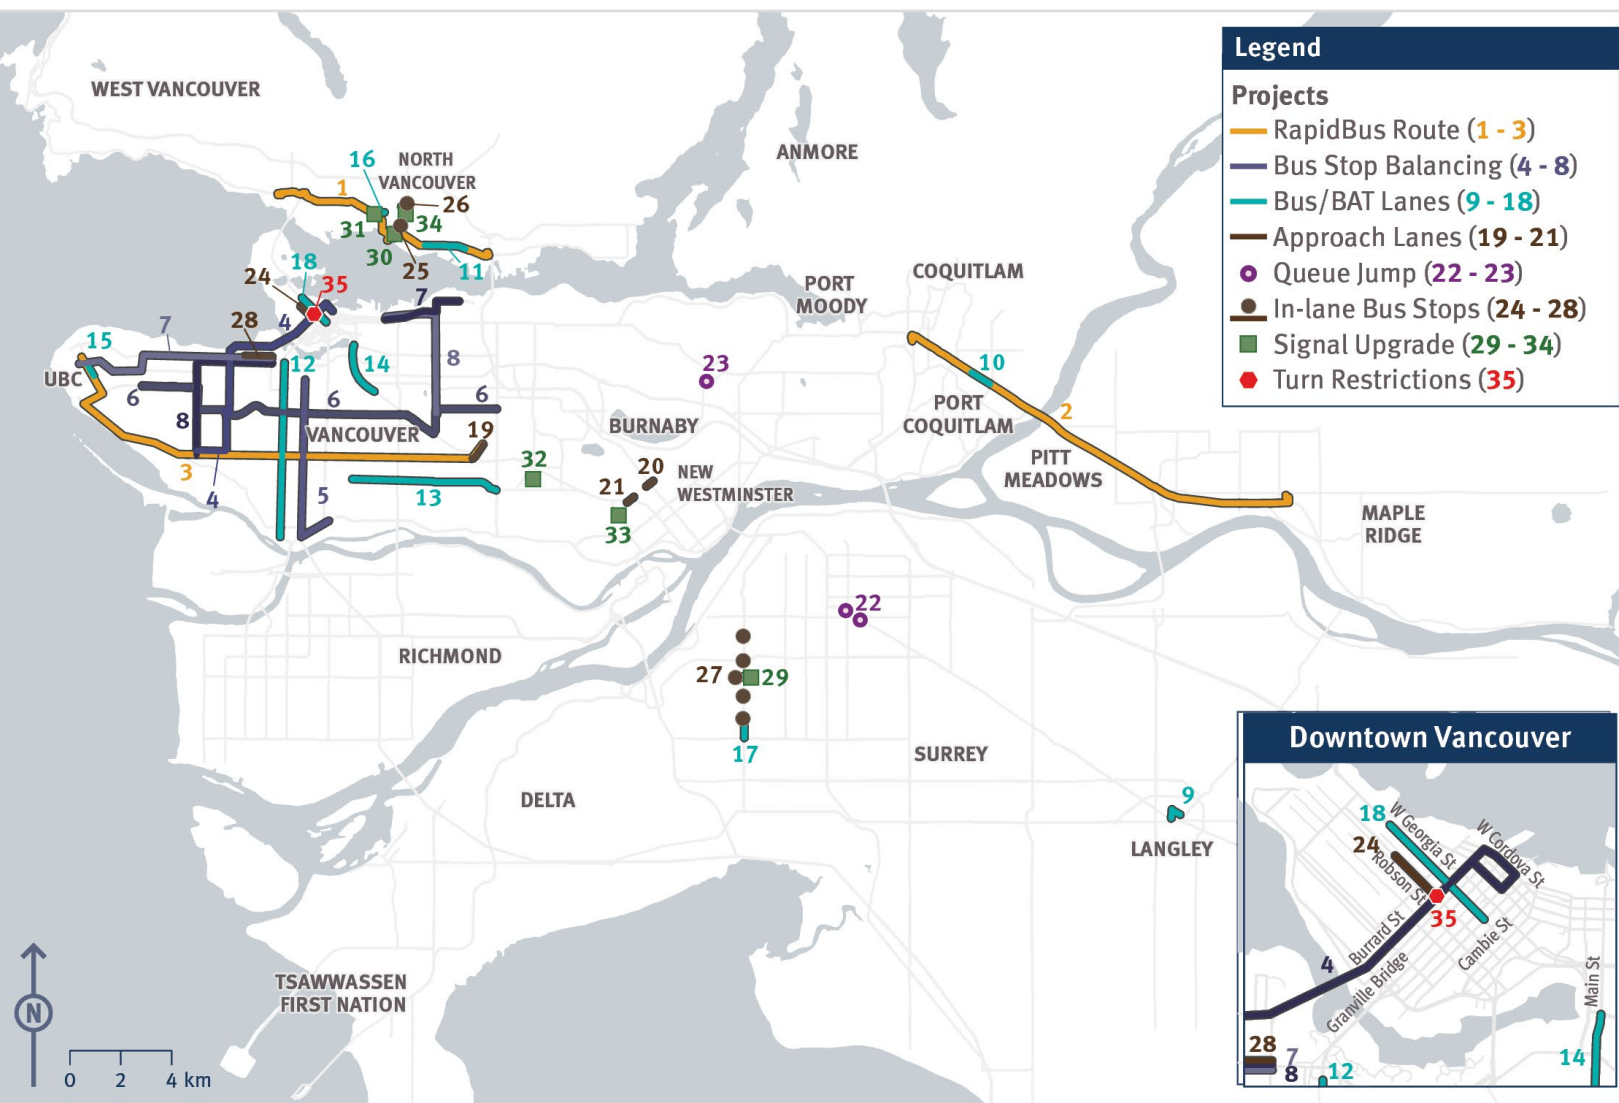 WEST VANCOUVER
ANMORE
16
NORTH
VANCOUVER
1
26
34
31
30
25
11
18
24
35
COQUITLAM
PORT
MOODY
7
4
28
7
15
12
14
8
23
10
UBC
6
6
6
PORT
COQUITLAM
2
8
VANCOUVER
19
BURNABY
3
4
5
13
32
20
21
NEW
WESTMINSTER
33
PITT
MEADOWS
MAPLE
RIDGE
22
RICHMOND
27
29
17
SURREY
DELTA
9
LANGLEY
TSAWWASSEN
FIRST NATION
N
0 2 4 km
Legend
Projects
RapidBus Route (1 - 3)
Bus Stop Balancing (4 - 8)
Bus/BAT Lanes (9 - 18)
Approach Lanes (19 - 21)
Queue Jump (22 - 23)
In-lane Bus Stops (24 - 28)
Signal Upgrade (29 - 34)
Turn Restrictions (35)
Downtown Vancouver
18
W Georgia St
W Cordova St
24
Robson St
35
Burrard St
Cambie St
4
Granville Bridge
Main St
28
7
8
12
14